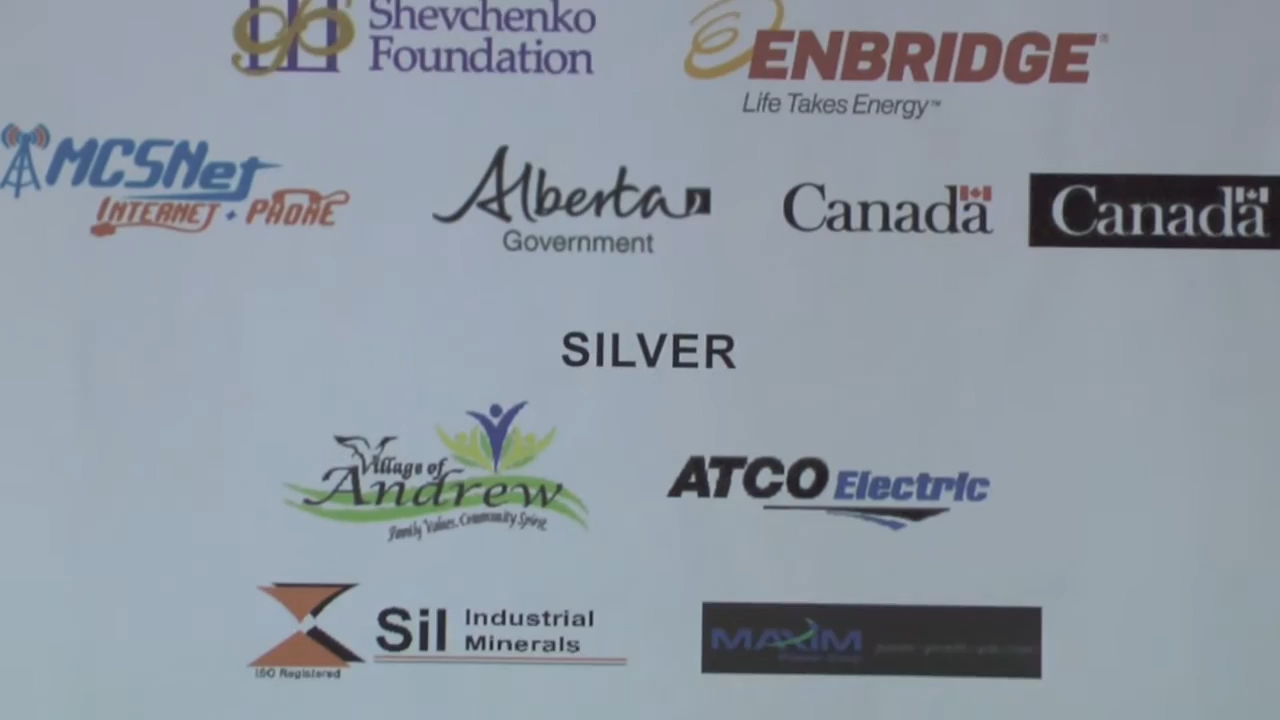 Shevchenko
Foundation
ENBRIDGE®
Life Takes Energy™
MCSNet
INTERNET + PHONE
Alberta
Government
Canada
Canada
SILVER
Village of
Andrew
Family Values, Community Spirit
ATCO Electric
Sil Industrial
Minerals
ISO Registered
MAXIM